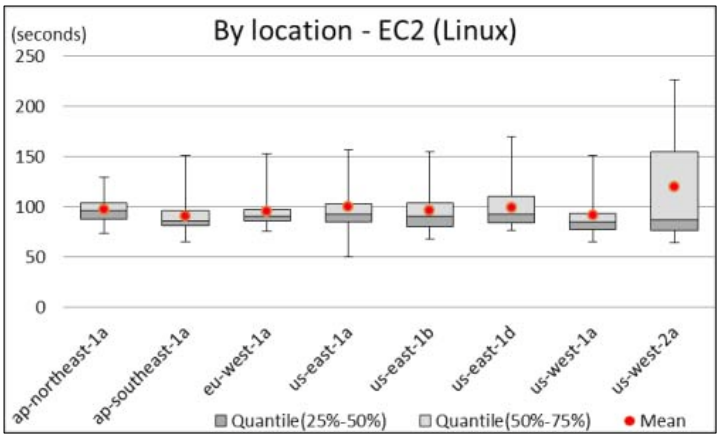 By location - EC2 (Linux)
(seconds)
250
200
150
100
50
0
ap-northeast-1a
ap-southeast-1a
eu-west-1a
us-east-1a
us-east-1b
us-east-1d
us-west-1a
us-west-2a
Quantile(25%-50%) Quantile(50%-75%) Mean